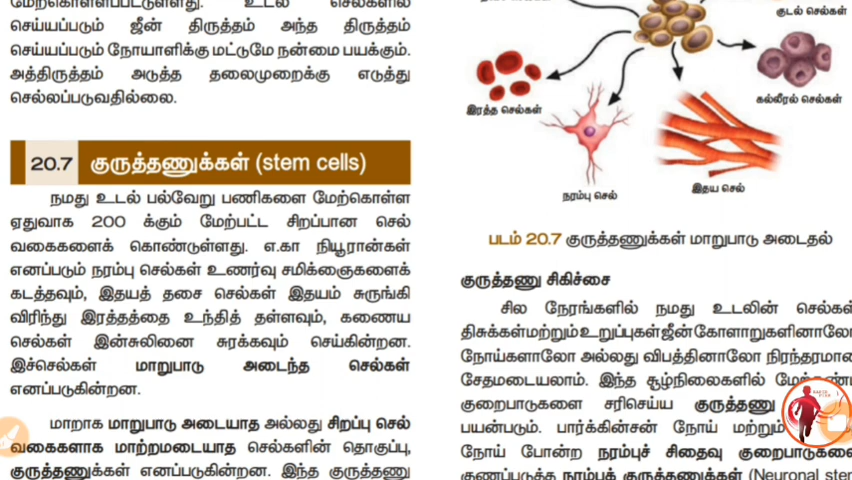 மேற்கொள்ளப்பட்டுள்ளது. உடல் செல்களில்
செய்யப்படும் ஜீன் திருத்தம் அந்த திருத்தம்
செய்யப்படும் நோயாளிக்கு மட்டுமே நன்மை பயக்கும்.
அத்திருத்தம் அடுத்த தலைமுறைக்கு எடுத்து
செல்லப்படுவதில்லை.
20.7 குருத்தணுக்கள் (stem cells)
நமது உடல் பல்வேறு பணிகளை மேற்கொள்ள
ஏதுவாக 200 க்கும் மேற்பட்ட சிறப்பான செல்
வகைகளைக் கொண்டுள்ளது. எ.கா நியூரான்கள்
எனப்படும் நரம்பு செல்கள் உணர்வு சமிக்ஞைகளைக்
கடத்தவும், இதயத் தசை செல்கள் இதயம் சுருங்கி
விரிந்து இரத்தத்தை உந்தித் தள்ளவும், கணைய
செல்கள் இன்சுலினை சுரக்கவும் செய்கின்றன.
இச்செல்கள் மாறுபாடு அடைந்த செல்கள்
எனப்படுகின்றன.
மாறாக மாறுபாடு அடையாத அல்லது சிறப்பு செல்
வகைகளாக மாற்றமடையாத செல்களின் தொகுப்பு,
குருத்தணுக்கள் எனப்படுகின்றன. இந்த குருத்தணு
குடல் செல்கள்
இரத்த செல்கள்
கல்லீரல் செல்கள்
நரம்பு செல்
இதய செல்
படம் 20.7 குருத்தணுக்கள் மாறுபாடு அடைதல்
குருத்தணு சிகிச்சை
சில நேரங்களில் நமது உடலின் செல்கள்
திசுக்கள் மற்றும் உறுப்புகள் ஜீன் கோளாறுகளினாலோ
நோய்களாலோ அல்லது விபத்தினாலோ நிரந்தரமான
சேதமடையலாம். இந்த சூழ்நிலைகளில்
குறைபாடுகளை சரிசெய்ய குருத்தணு
பயன்படும். பார்க்கின்சன் நோய் மற்றும்
நோய் போன்ற நரம்புச் சிதைவு குறைபாடுகளை
குணப்படுத்த நரம்புக் குருத்தணுக்கள் (Neuronal stem